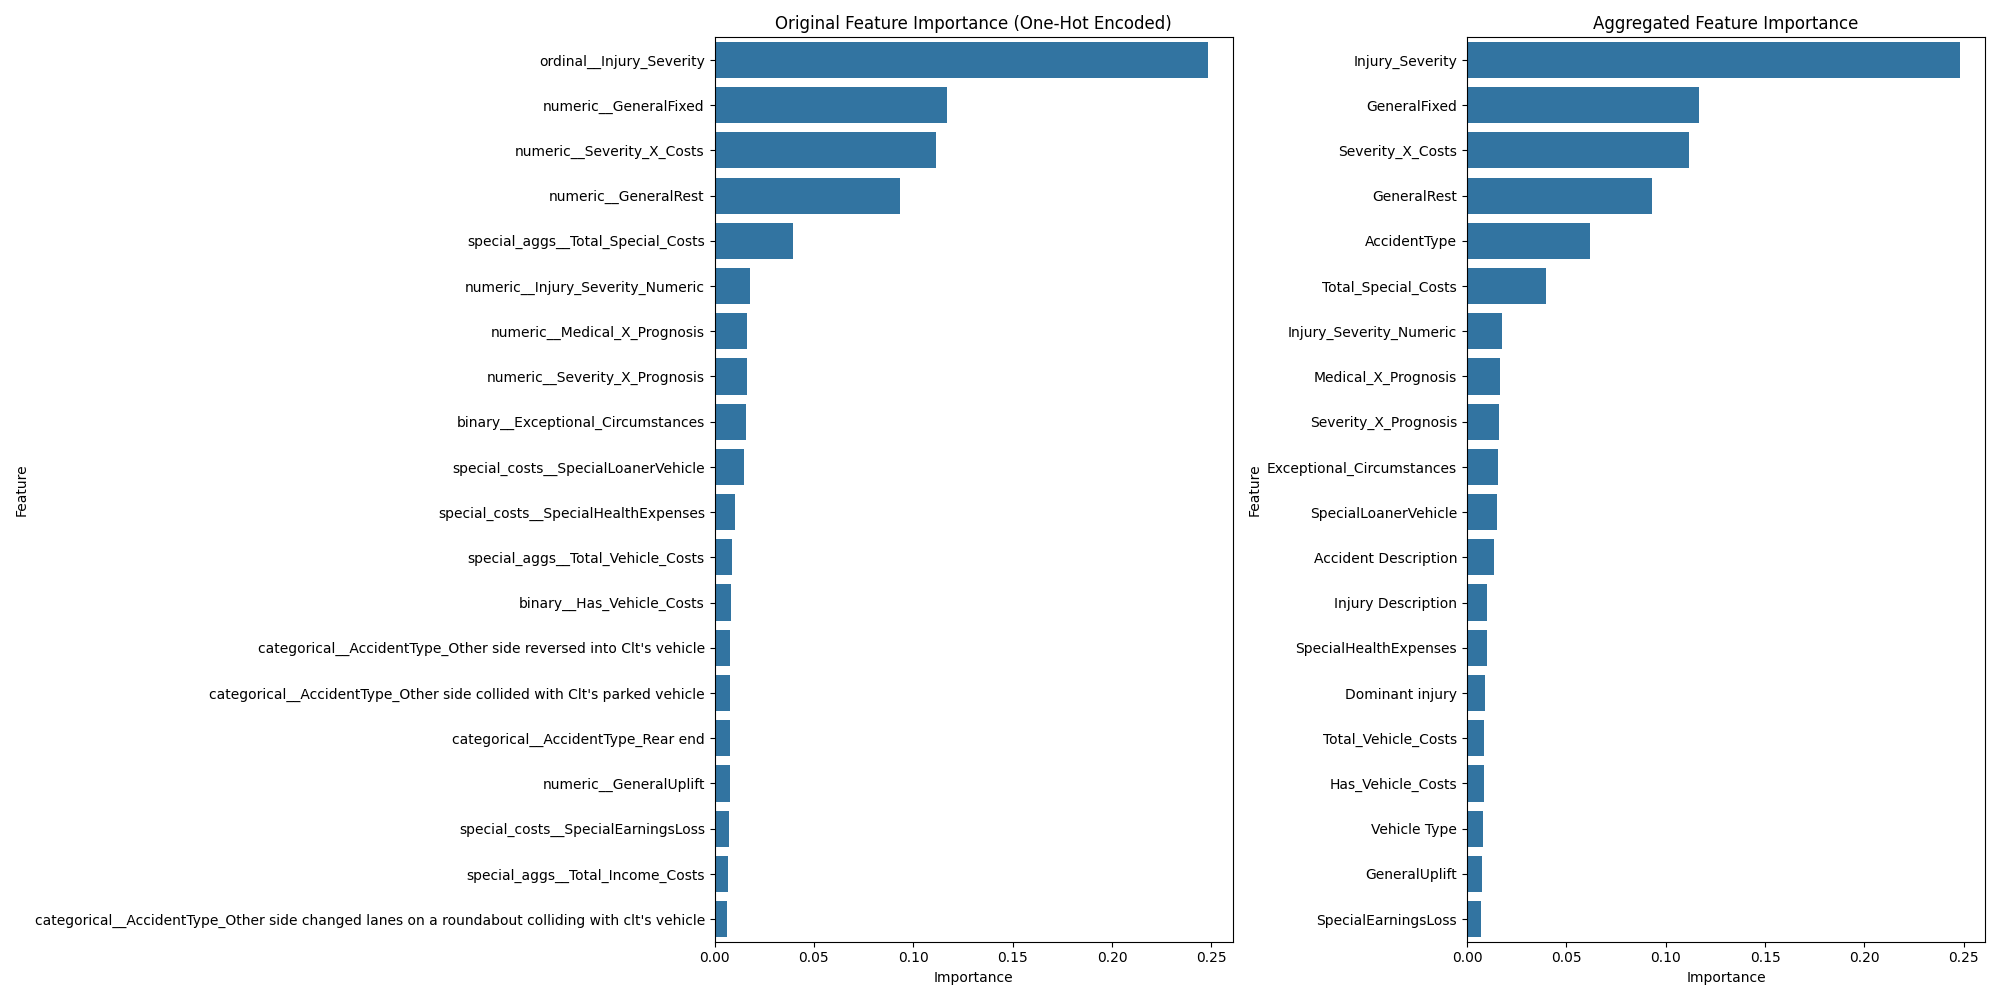 Original Feature Importance (One-Hot Encoded)
Feature
ordinal__Injury_Severity
numeric__GeneralFixed
numeric__Severity_X_Costs
numeric__GeneralRest
special_aggs__Total_Special_Costs
numeric__Injury_Severity_Numeric
numeric__Medical_X_Prognosis
numeric__Severity_X_Prognosis
binary__Exceptional_Circumstances
special_costs__SpecialLoanerVehicle
special_costs__SpecialHealthExpenses
special_aggs__Total_Vehicle_Costs
binary__Has_Vehicle_Costs
categorical__AccidentType_Other side reversed into Clt's vehicle
categorical__AccidentType_Other side collided with Clt's parked vehicle
categorical__AccidentType_Rear end
numeric__GeneralUplift
special_costs__SpecialEarningsLoss
special_aggs__Total_Income_Costs
categorical__AccidentType_Other side changed lanes on a roundabout colliding with clt's vehicle
0.00 0.05 0.10 0.15 0.20 0.25
Importance
Aggregated Feature Importance
Feature
Injury_Severity
GeneralFixed
Severity_X_Costs
GeneralRest
AccidentType
Total_Special_Costs
Injury_Severity_Numeric
Medical_X_Prognosis
Severity_X_Prognosis
Exceptional_Circumstances
SpecialLoanerVehicle
Accident Description
Injury Description
SpecialHealthExpenses
Dominant injury
Total_Vehicle_Costs
Has_Vehicle_Costs
Vehicle Type
GeneralUplift
SpecialEarningsLoss
0.00 0.05 0.10 0.15 0.20 0.25
Importance